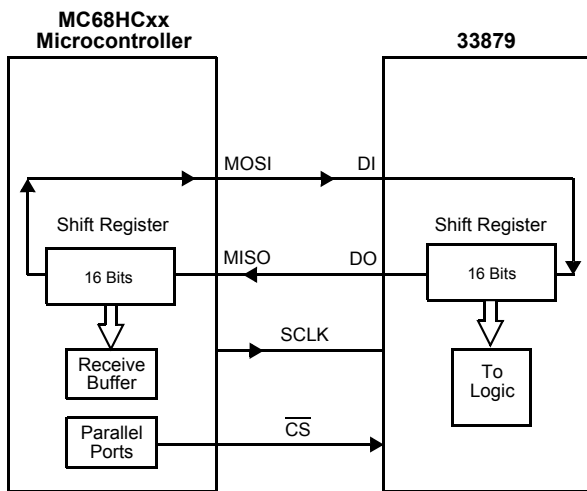 MC68HCxx
Microcontroller
33879
MOSI
DI
Shift Register
Shift Register
MISO
DO
16 Bits
16 Bits
SCLK
Receive
Buffer
To
Logic
Parallel
Ports
C̅S̅